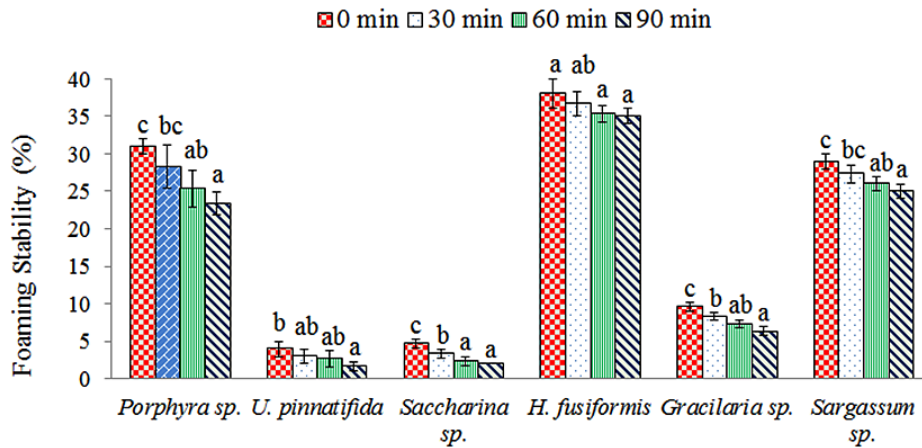 0 min 30 min 60 min 90 min
Foaming Stability (%)
40
35
30
25
20
15
10
5
0
c bc ab a
b ab ab a
c b a a
a ab a a
c b ab a
c bc ab a
Porphyra sp. U. pinnatifida Saccharina H. fusiformis Gracilaria sp. Sargassum
sp. sp.